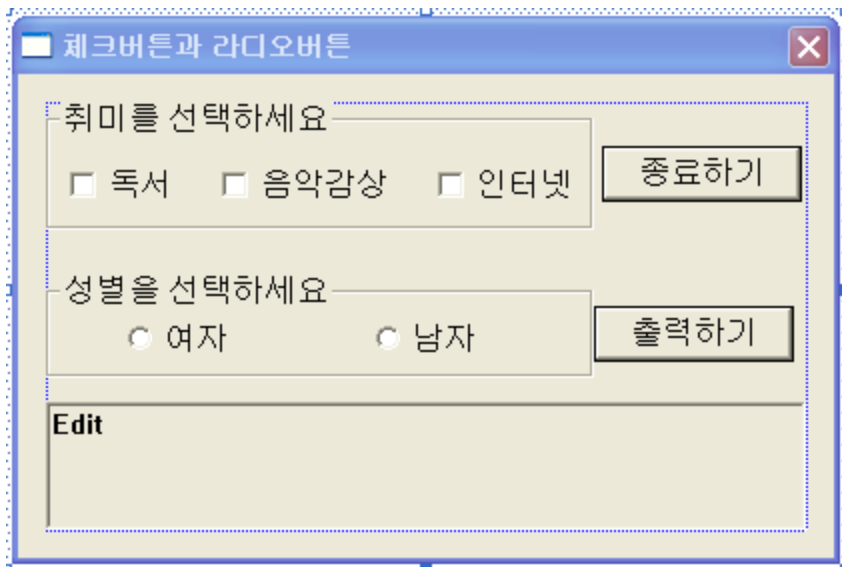 체크버튼과 라디오버튼
취미를 선택하세요
독서 음악감상 인터넷
종료하기
성별을 선택하세요
여자 남자
출력하기
Edit